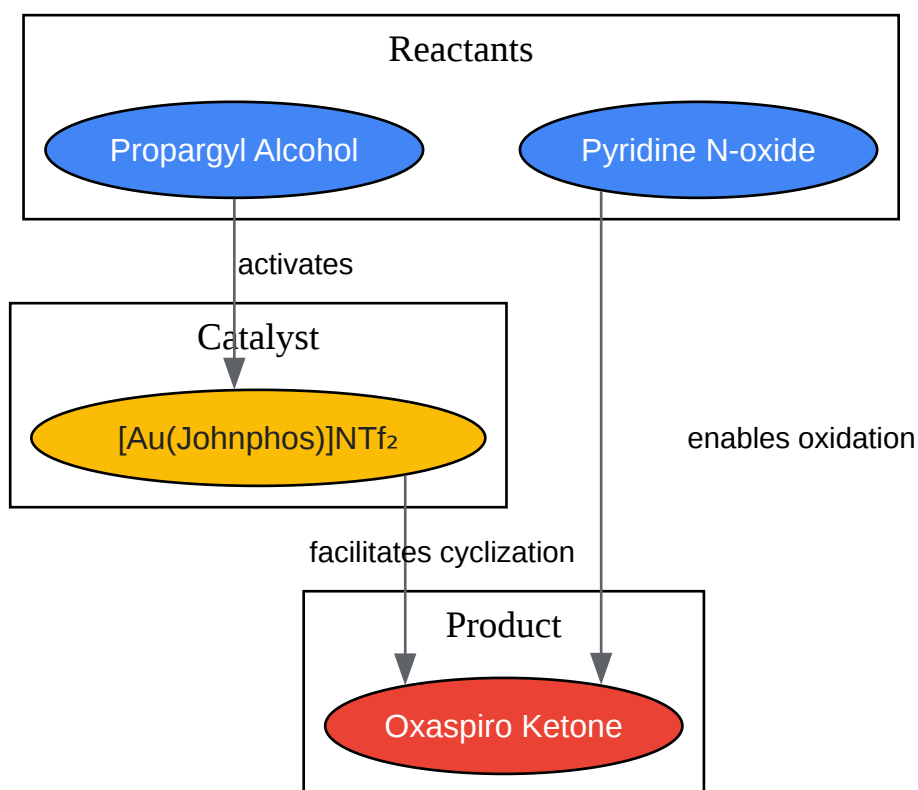 Reactants
Propargyl Alcohol
Pyridine N-oxide
activates
Catalyst
[Au(Johnphos)]NTf₂
enables oxidation
facilitates cyclization
Product
Oxaspiro Ketone